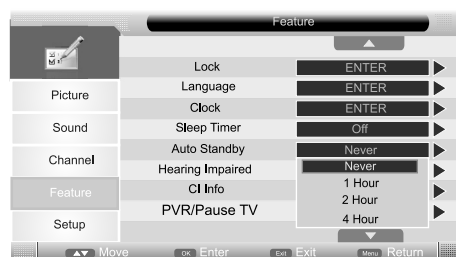 Feature
Lock ENTER
Language ENTER
Clock ENTER
Sleep Timer Off
Auto Standby Never
Hearing Impaired Never
CI Info 1 Hour
2 Hour
PVR/Pause TV 4 Hour
Picture
Sound
Channel
Feature
Setup
▲▼ Move OK Enter Exit Exit Menu Return